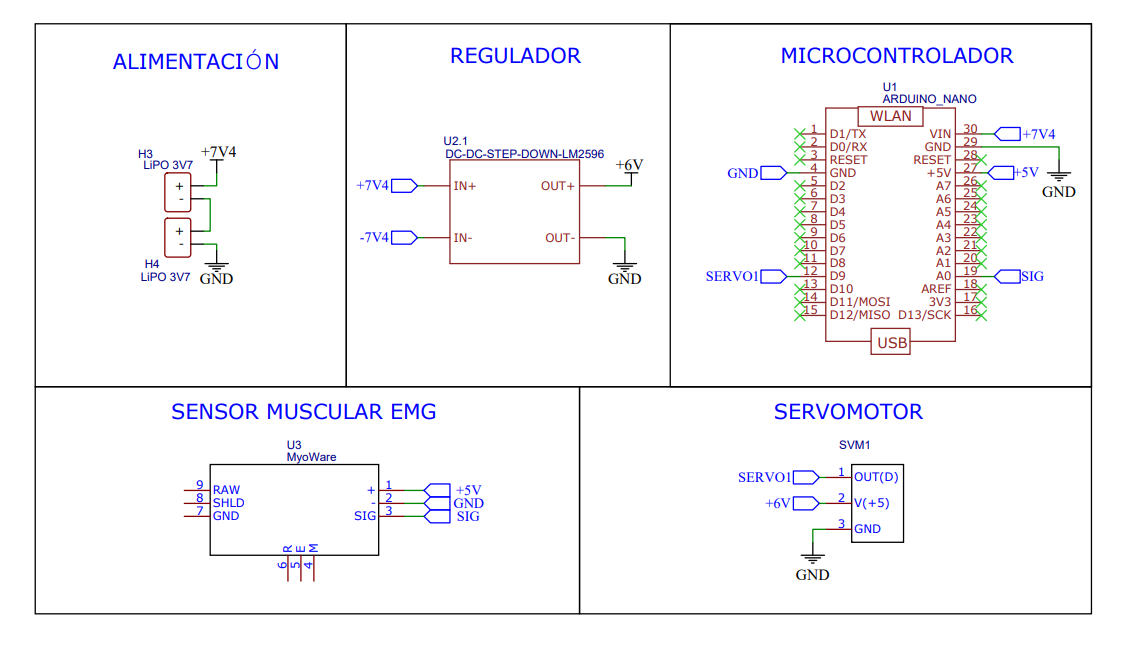 ALIMENTACIÓN
H3
LiPO 3V7
+7V4
+
-
+
-
H4
LiPO 3V7
GND
REGULADOR
U2.1
DC-DC-STEP-DOWN-LM2596
+6V
+7V4
IN+
OUT+
-7V4
IN-
OUT-
GND
MICROCONTROLADOR
U1
ARDUINO_NANO
WLAN
1 D1/TX VIN 30 +7V4
2 D0/RX GND 29
3 RESET RESET 28
GND 4 GND +5V 27 +5V
5 D2 A7 26
6 D3 A6 25
7 D4 A5 24
8 D5 A4 23
9 D6 A3 22
10 D7 A2 21
11 D8 A1 20
SERVO1 12 D9 A0 19 SIG
13 D10 AREF 18
14 D11/MOSI 3V3 17
15 D12/MISO D13/SCK 16
GND
USB
SENSOR MUSCULAR EMG
U3
MyoWare
9 RAW + 1 +5V
8 SHLD - 2 GND
7 GND SIG 3 SIG
R E M
6 5 4
SERVOMOTOR
SVM1
SERVO1 1 OUT(D)
+6V 2 V(+5)
3 GND
GND